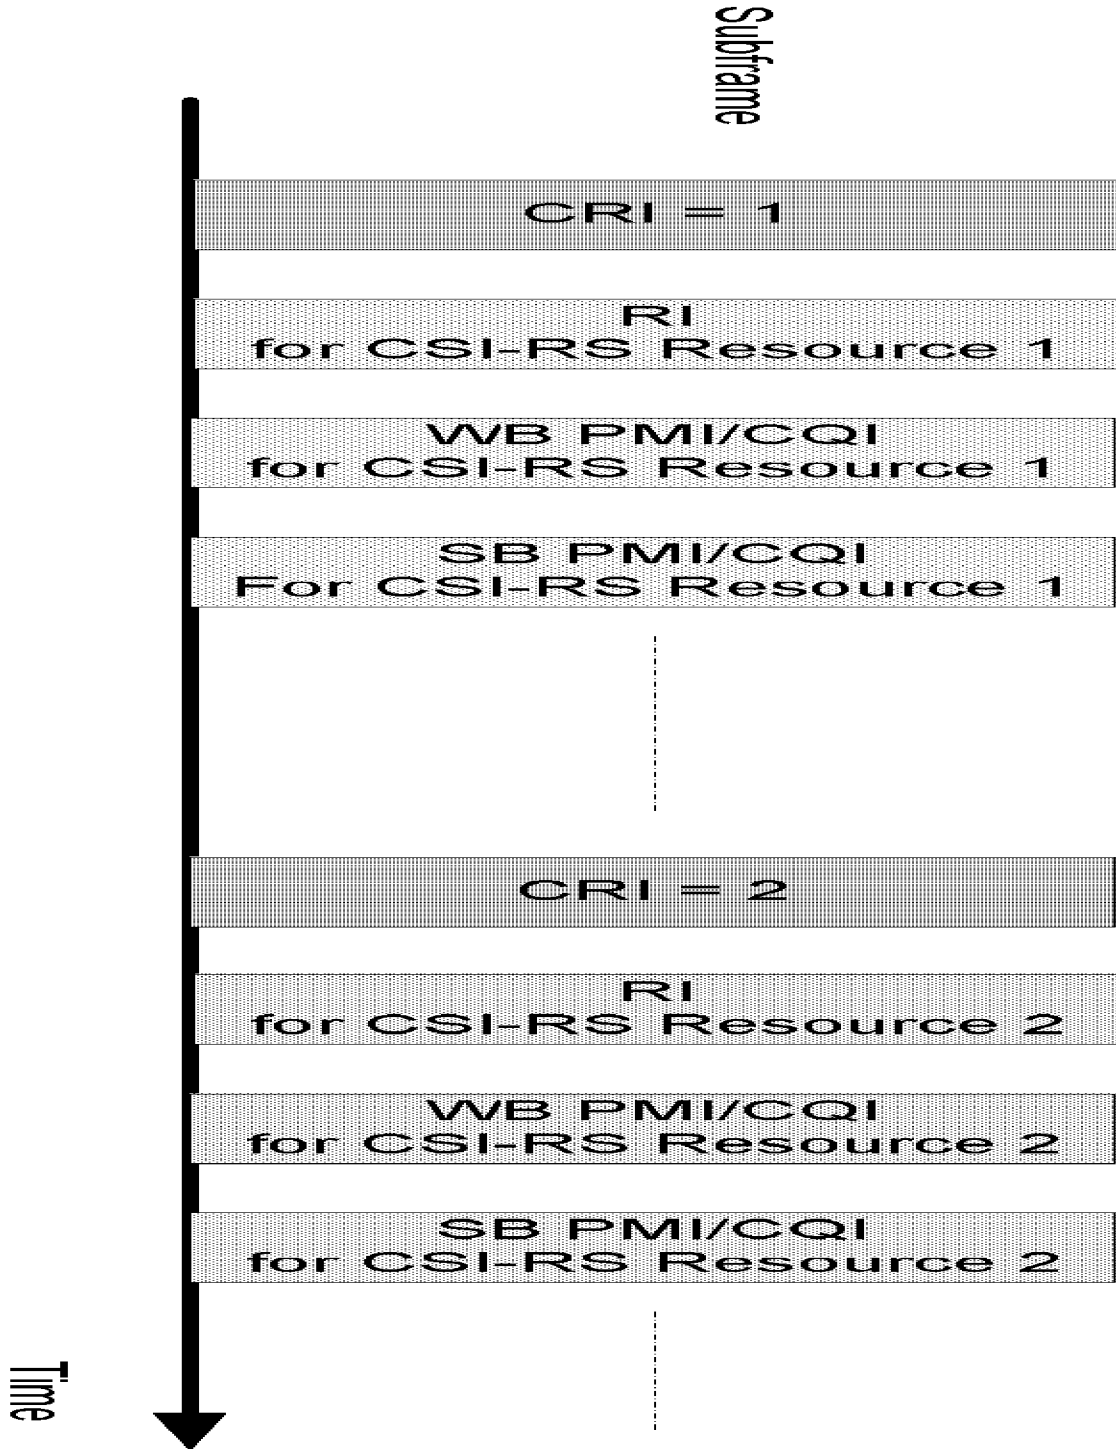 Subframe
CRI = 1
RI
for CSI-RS Resource 1
WB PMI/CQI
for CSI-RS Resource 1
SB PMI/CQI
For CSI-RS Resource 1
CRI = 2
RI
for CSI-RS Resource 2
WB PMI/CQI
for CSI-RS Resource 2
SB PMI/CQI
for CSI-RS Resource 2
Time